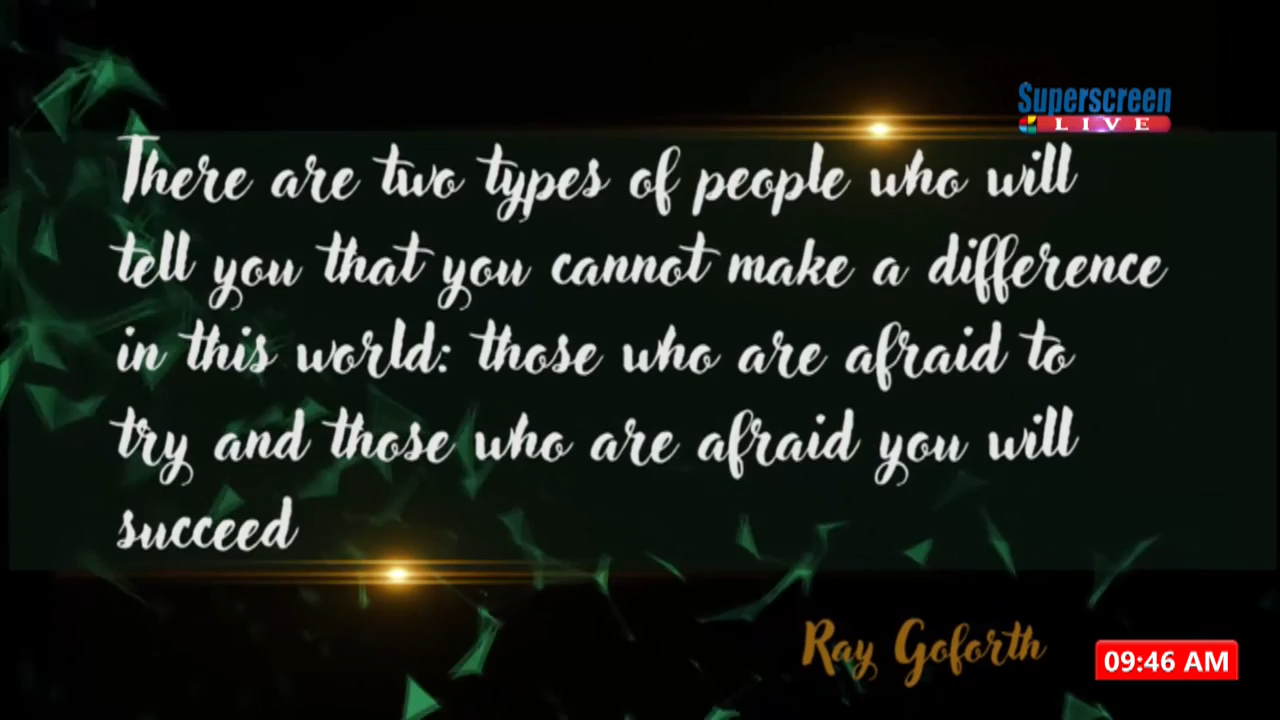 Superscreen
LIVE
There are two types of people who will
tell you that you cannot make a difference
in this world: those who are afraid to
try and those who are afraid you will
succeed
Ray Goforth
09:46 AM